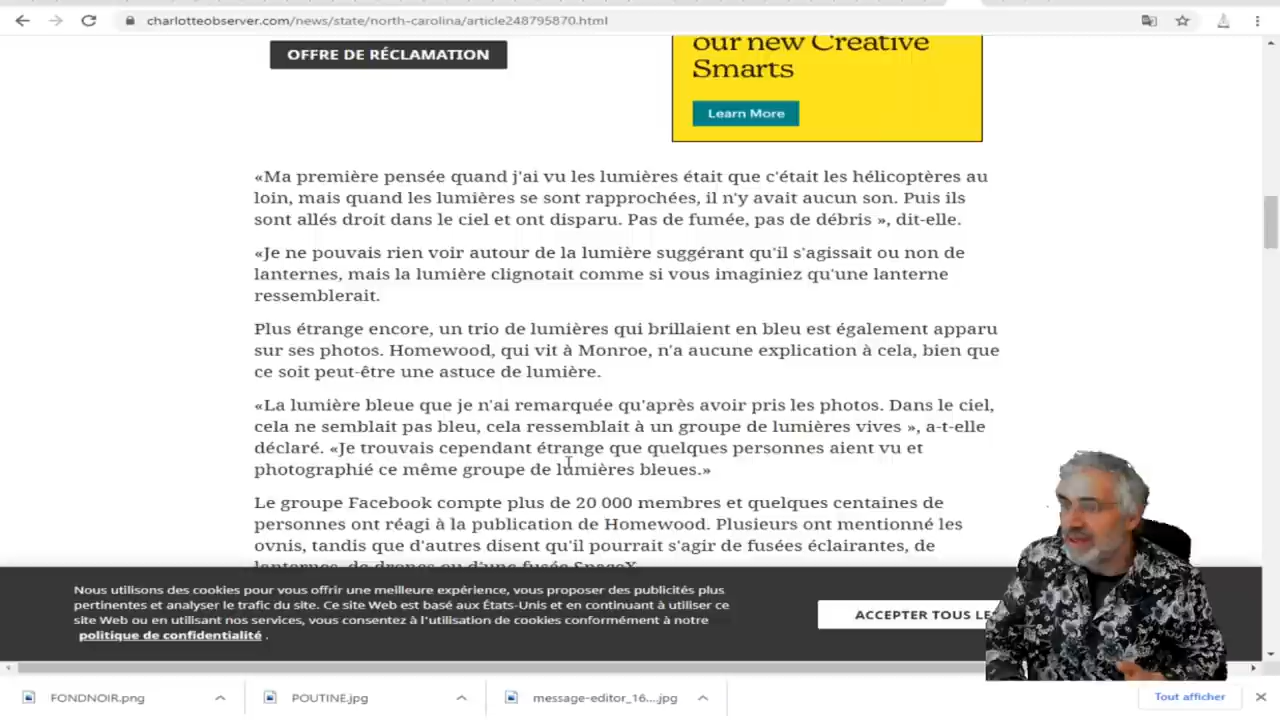 charlotteobserver.com/news/state/north-carolina/article248795870.html
OFFRE DE RÉCLAMATION
our new Creative
Smarts
Learn More
«Ma première pensée quand j'ai vu les lumières était que c'était les hélicoptères au
loin, mais quand les lumières se sont rapprochées, il n'y avait aucun son. Puis ils
sont allés droit dans le ciel et ont disparu. Pas de fumée, pas de débris », dit-elle.
«Je ne pouvais rien voir autour de la lumière suggérant qu'il s'agissait ou non de
lanternes, mais la lumière clignotait comme si vous imaginiez qu'une lanterne
ressemblerait.
Plus étrange encore, un trio de lumières qui brillaient en bleu est également apparu
sur ses photos. Homewood, qui vit à Monroe, n'a aucune explication à cela, bien que
ce soit peut-être une astuce de lumière.
«La lumière bleue que je n'ai remarquée qu'après avoir pris les photos. Dans le ciel,
cela ne semblait pas bleu, cela ressemblait à un groupe de lumières vives », a-t-elle
déclaré. «Je trouvais cependant étrange que quelques personnes aient vu et
photographié ce même groupe de lumières bleues.»
Le groupe Facebook compte plus de 20 000 membres et quelques centaines de
personnes ont réagi à la publication de Homewood. Plusieurs ont mentionné les
ovnis, tandis que d'autres disent qu'il pourrait s'agir de fusées éclairantes, de
lanternes, de drones ou d'une fusée SpaceX.
Nous utilisons des cookies pour vous offrir une meilleure expérience, vous proposer des publicités plus
pertinentes et analyser le trafic du site. Ce site Web est basé aux États-Unis et en continuant à utiliser ce
site Web ou en utilisant nos services, vous consentez à l'utilisation de cookies conformément à notre
politique de confidentialité .
ACCEPTER TOUS LES
FONDNOIR.png
POUTINE.jpg
message-editor_16....jpg
Tout afficher